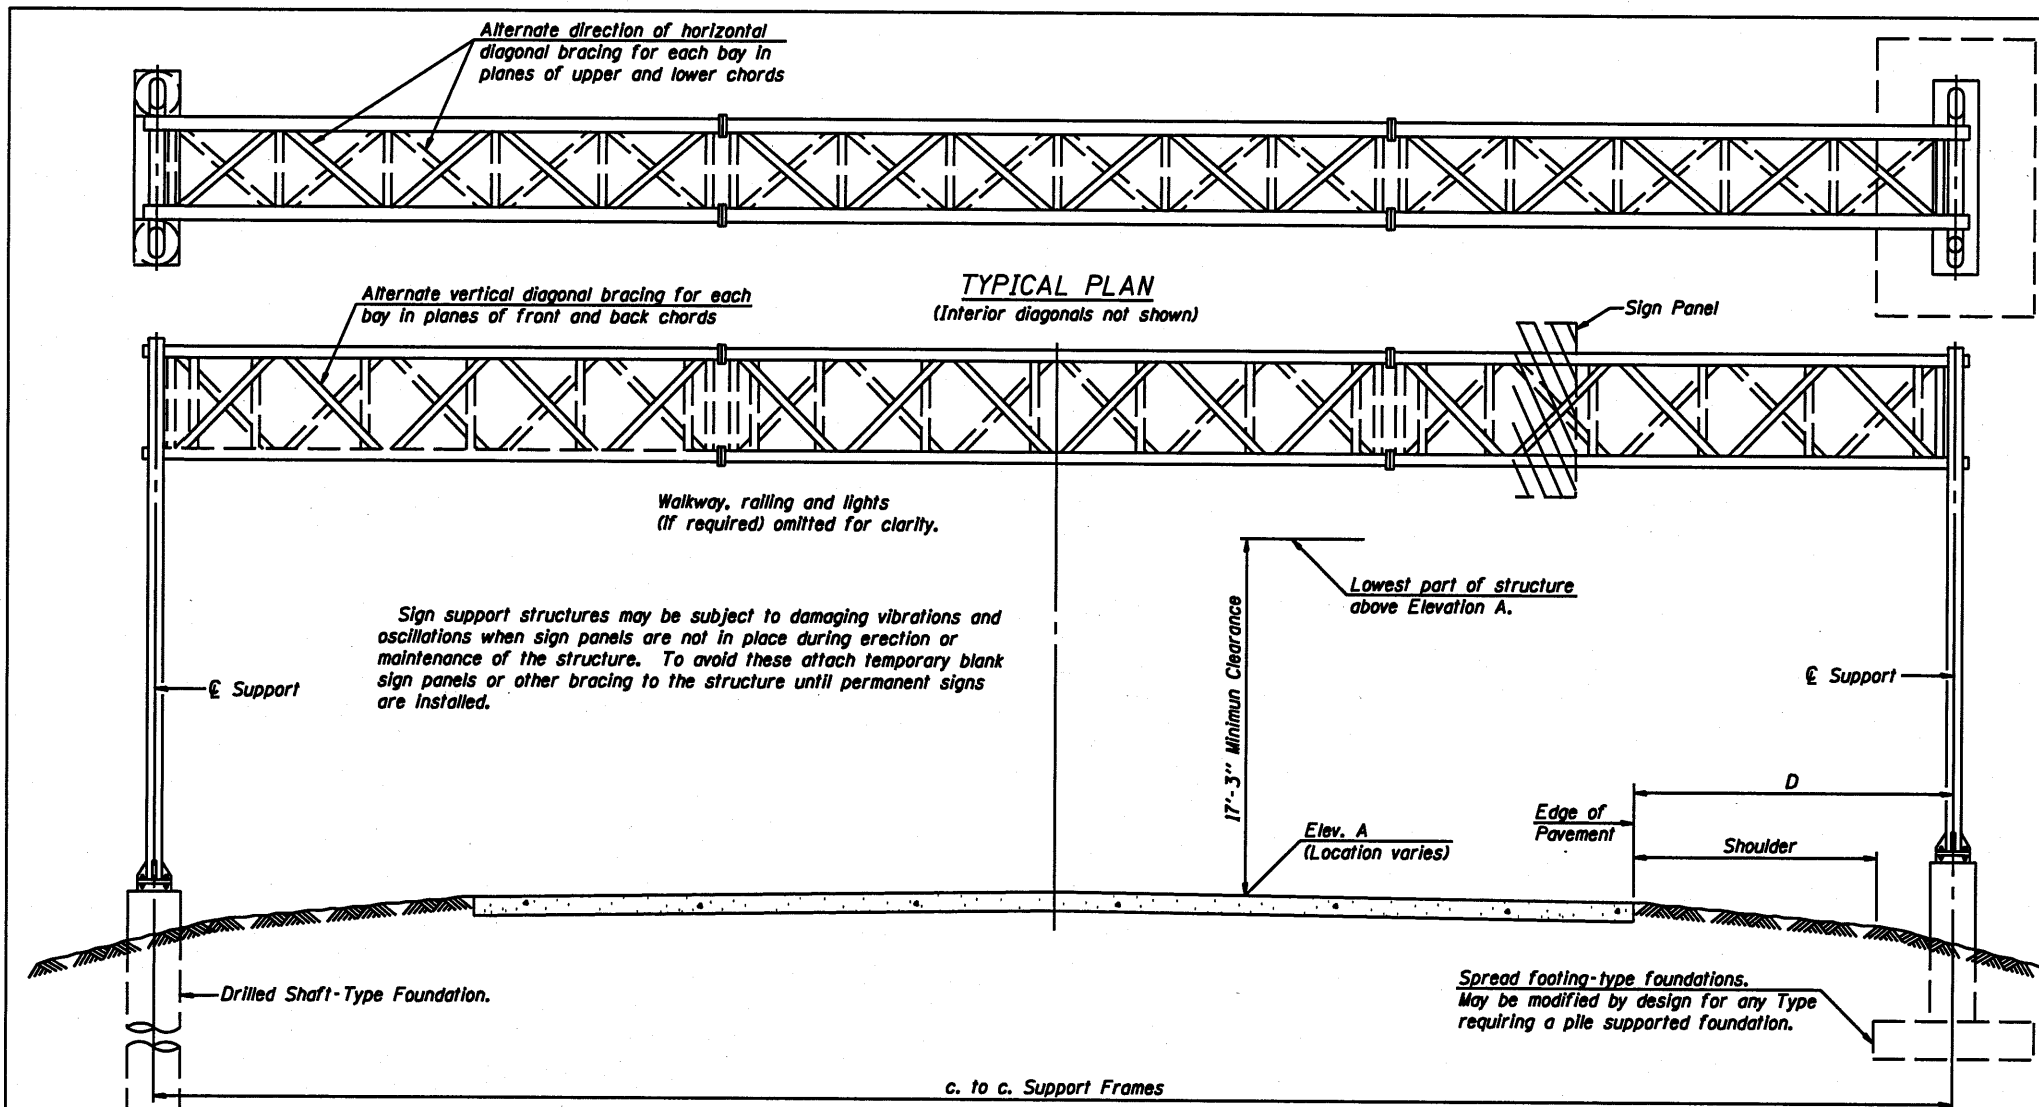 Alternate direction of horizontal
diagonal bracing for each bay in
planes of upper and lower chords
TYPICAL PLAN
(Interior diagonals not shown)
Alternate vertical diagonal bracing for each
bay in planes of front and back chords
Sign Panel
Walkway, railing and lights
(if required) omitted for clarity.
Lowest part of structure
above Elevation A.
Sign support structures may be subject to damaging vibrations and
oscillations when sign panels are not in place during erection or
maintenance of the structure. To avoid these attach temporary blank
sign panels or other bracing to the structure until permanent signs
are installed.
℄ Support
17'-3" Minimun Clearance
℄ Support
D
Edge of
Pavement
Shoulder
Elev. A
(Location varies)
Drilled Shaft-Type Foundation.
Spread footing-type foundations.
May be modified by design for any Type
requiring a pile supported foundation.
c. to c. Support Frames